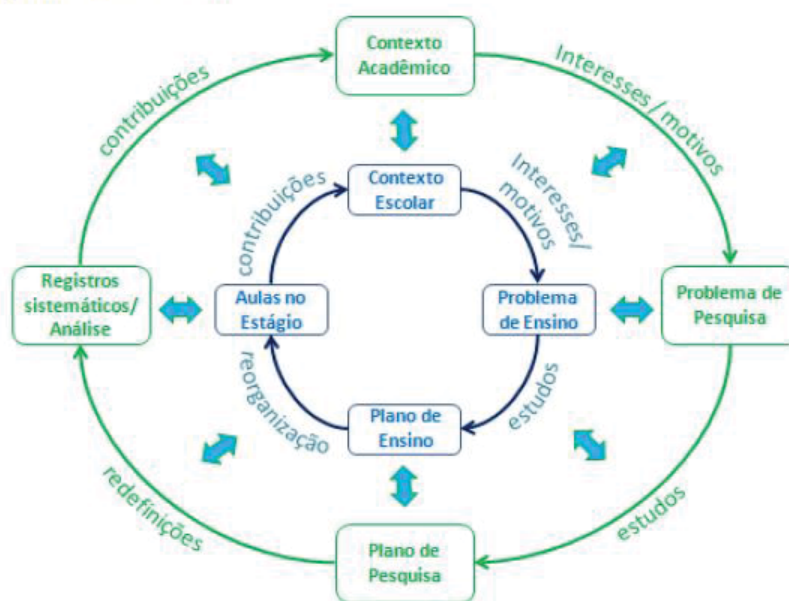 Contexto
Acadêmico
contribuições
Interesses/motivos
Contexto
Escolar
contribuições
Interesses/
motivos
Registros
sistemáticos/
Análise
Aulas no
Estágio
Problema
de Ensino
Problema de
Pesquisa
reorganização
Plano de
Ensino
estudos
redefinições
Plano de
Pesquisa
estudos